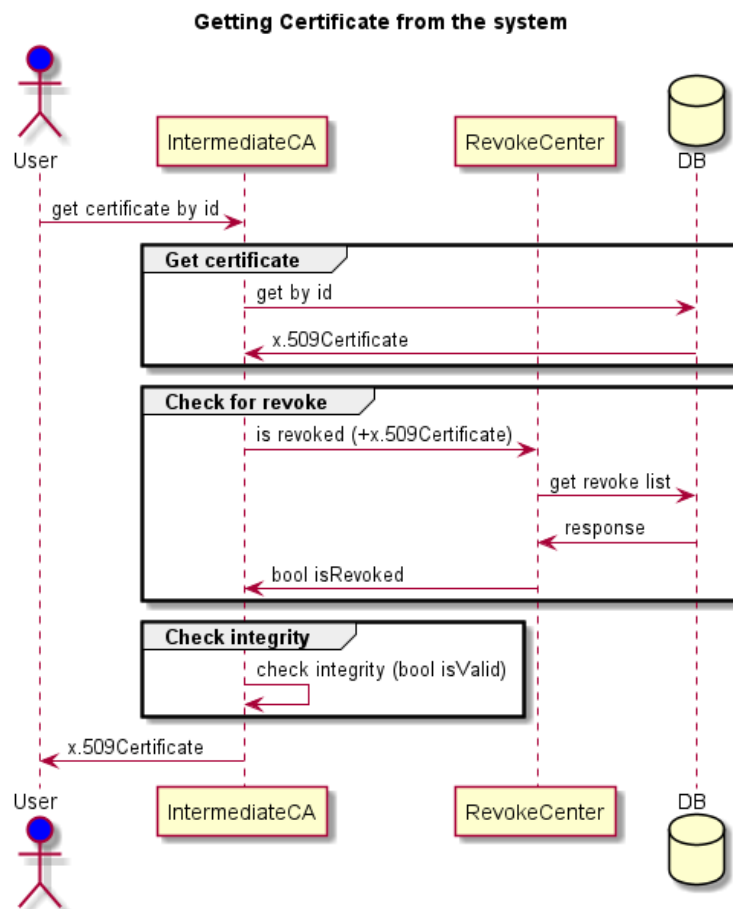 Getting Certificate from the system
User
IntermediateCA
RevokeCenter
DB
get certificate by id
Get certificate
get by id
x.509Certificate
Check for revoke
is revoked (+x.509Certificate)
get revoke list
response
bool isRevoked
Check integrity
check integrity (bool isValid)
x.509Certificate
User
IntermediateCA
RevokeCenter
DB